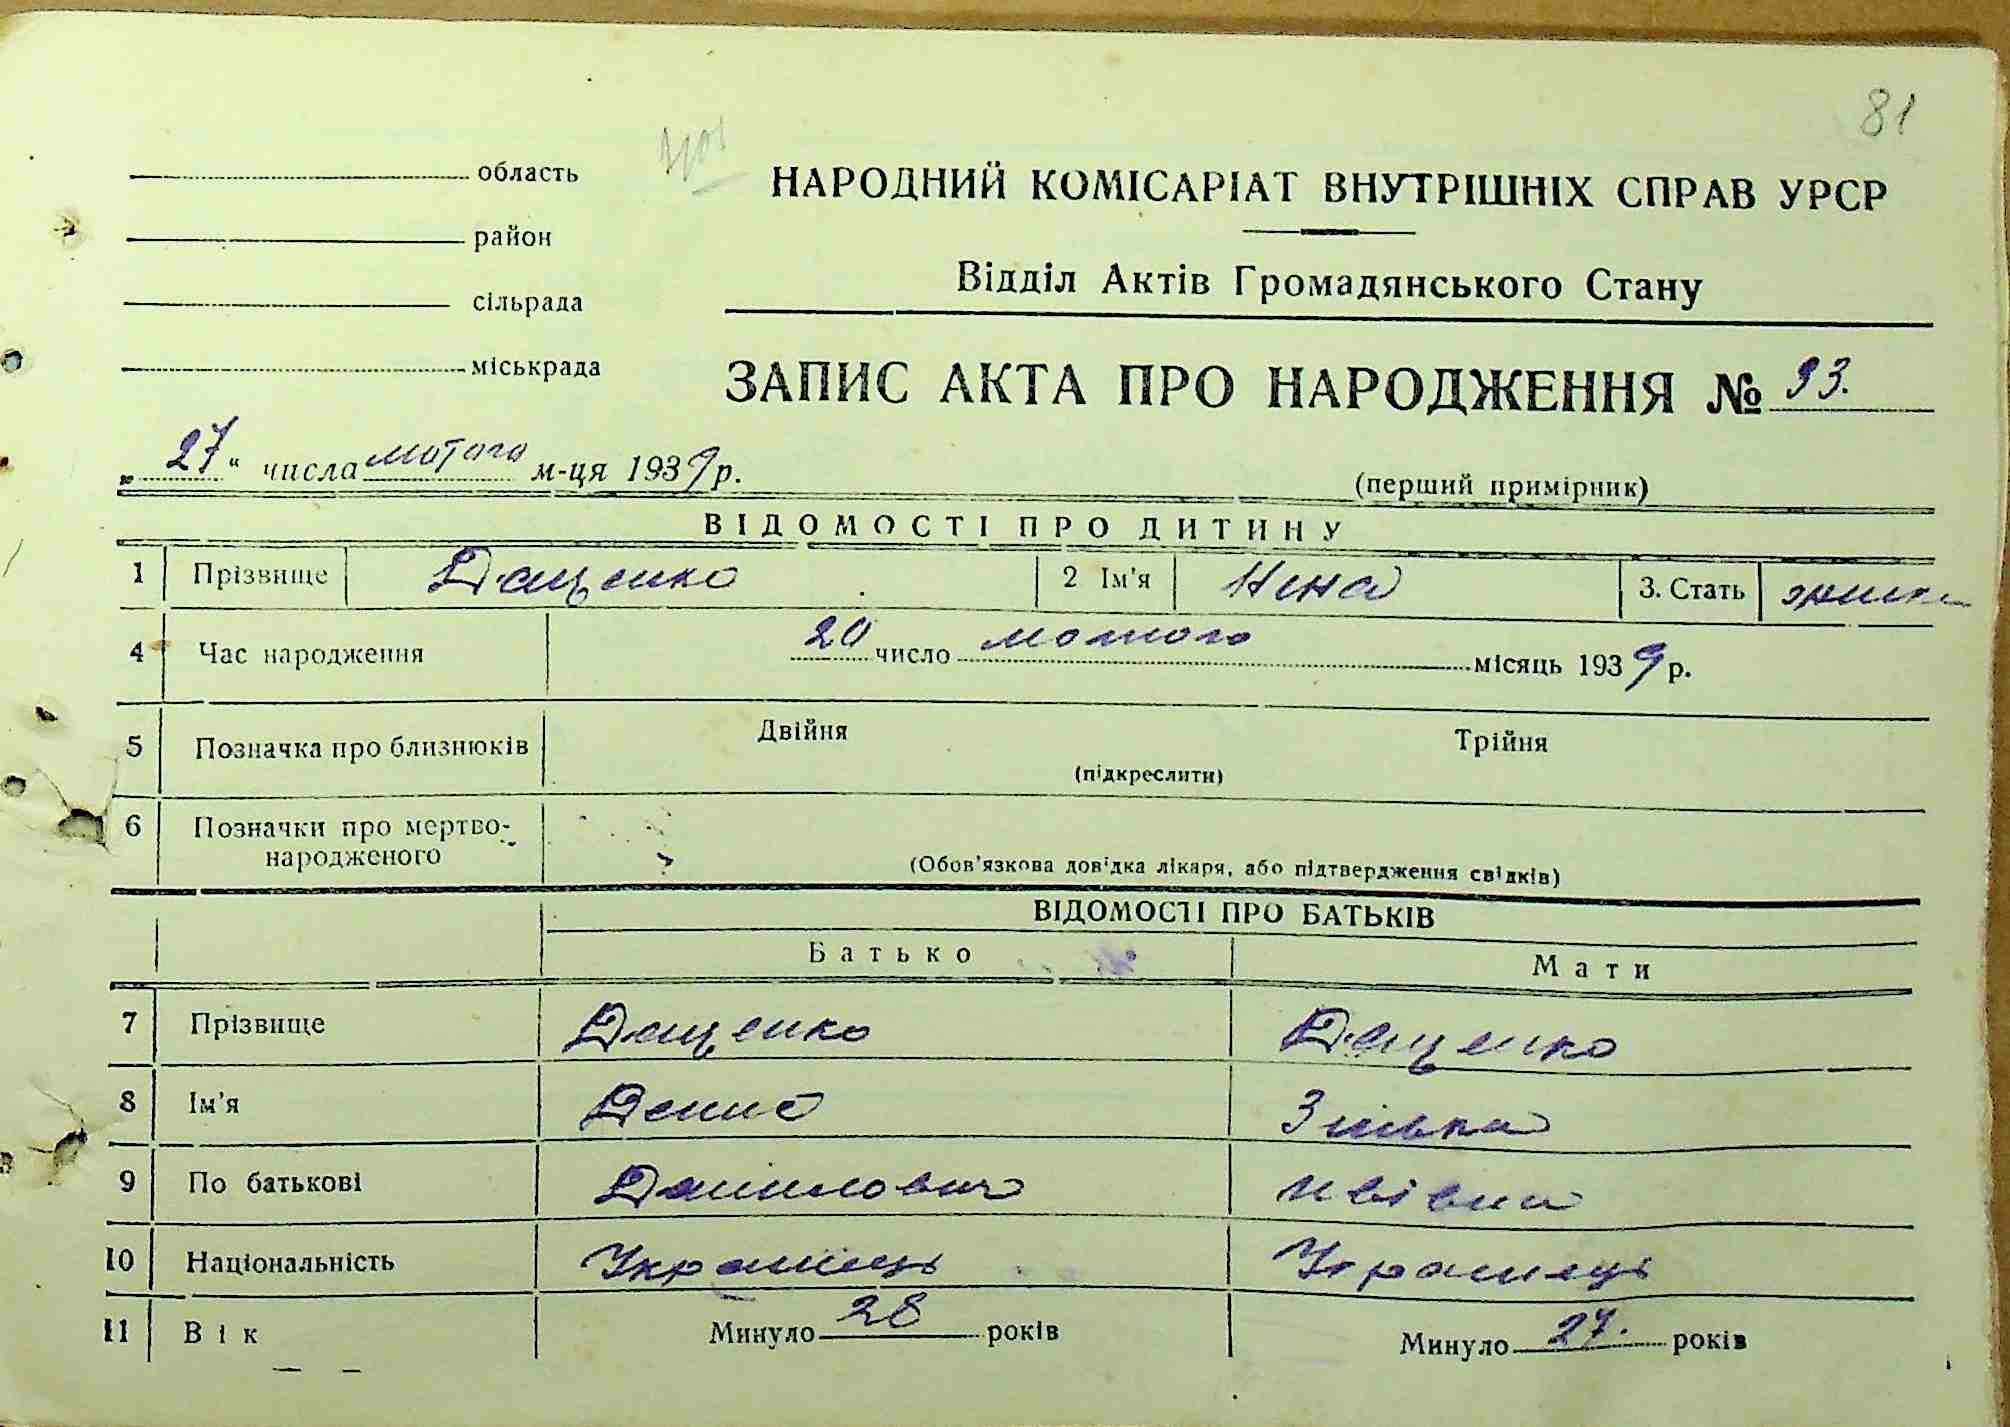 81
область
НАРОДНИЙ КОМІСАРІАТ ВНУТРІШНІХ СПРАВ УРСР
район
Відділ Актів Громадянського Стану
сільрада
міськрада
ЗАПИС АКТА ПРО НАРОДЖЕННЯ № 93.
„27" числа лютого м-ця 1939 р.
(перший примірник)
ВІДОМОСТІ ПРО ДИТИНУ
1 Прізвище Даценко 2 Ім'я Ніна 3. Стать
4 Час народження 20 число лютого місяць 1939 р.
5 Позначка про близнюків Двійня Трійня
(підкреслити)
6 Позначки про мертво-
народженого
(Обов'язкова довідка лікаря, або підтвердження свідків)
ВІДОМОСТІ ПРО БАТЬКІВ
Батько Мати
7 Прізвище Даценко Даценко
8 Ім'я Денис Зінька
9 По батькові Данилович
10 Національність Українець Українець
11 Вік Минуло 28 років Минуло 27. років